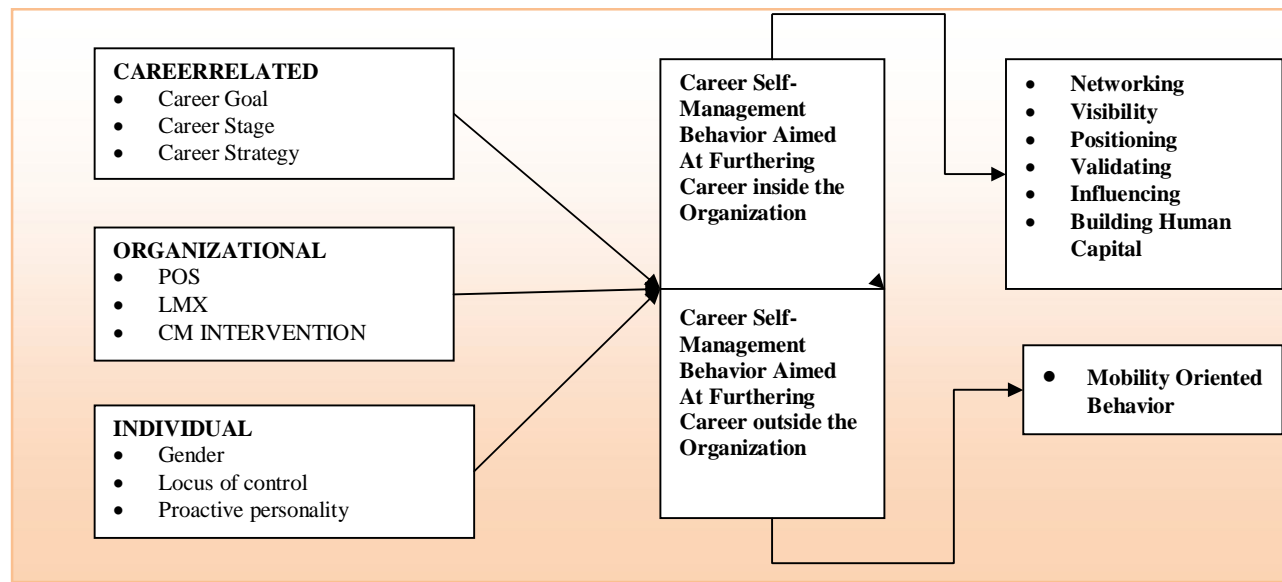 CAREERRELATED
• Career Goal
• Career Stage
• Career Strategy
ORGANIZATIONAL
• POS
• LMX
• CM INTERVENTION
INDIVIDUAL
• Gender
• Locus of control
• Proactive personality
Career Self-
Management
Behavior Aimed
At Furthering
Career inside the
Organization
Career Self-
Management
Behavior Aimed
At Furthering
Career outside the
Organization
• Networking
• Visibility
• Positioning
• Validating
• Influencing
• Building Human
Capital
• Mobility Oriented
Behavior